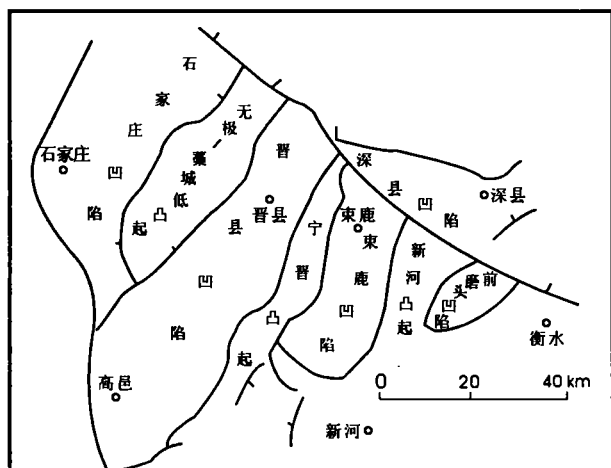 石家庄凹陷
无极—藁城低凸起
晋县凹陷
宁晋凸起
束鹿凹陷
新河凸起
磨头凹陷
前
深县凹陷
石家庄
晋县
束鹿
深县
衡水
高邑
新河
0 20 40 km